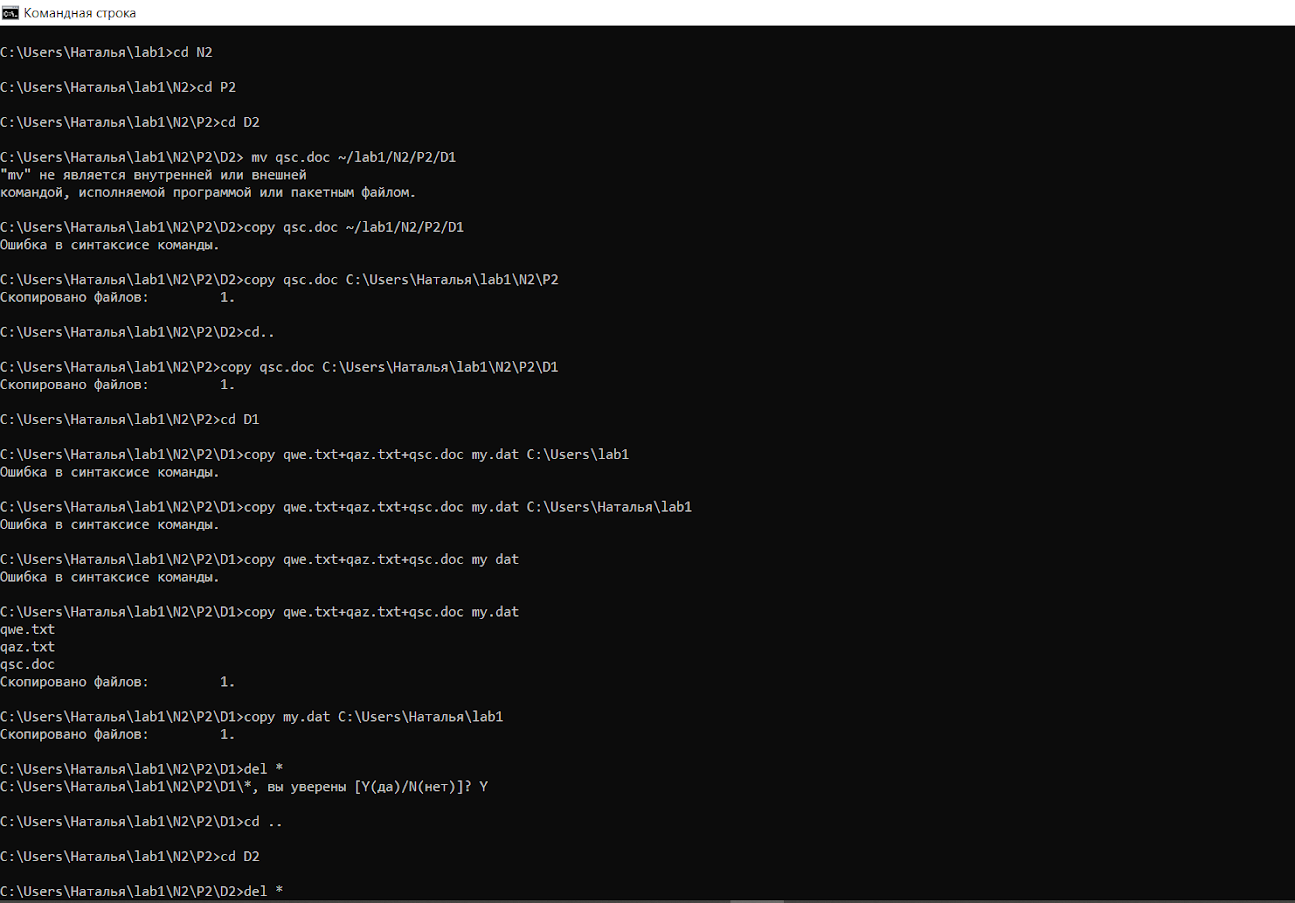 Командная строка
C:\Users\Наталья\lab1>cd N2
C:\Users\Наталья\lab1\N2>cd P2
C:\Users\Наталья\lab1\N2\P2>cd D2
C:\Users\Наталья\lab1\N2\P2\D2> mv qsc.doc ~/lab1/N2/P2/D1
"mv" не является внутренней или внешней
командой, исполняемой программой или пакетным файлом.
C:\Users\Наталья\lab1\N2\P2\D2>copy qsc.doc ~/lab1/N2/P2/D1
Ошибка в синтаксисе команды.
C:\Users\Наталья\lab1\N2\P2\D2>copy qsc.doc C:\Users\Наталья\lab1\N2\P2
Скопировано файлов:         1.
C:\Users\Наталья\lab1\N2\P2\D2>cd..
C:\Users\Наталья\lab1\N2\P2>copy qsc.doc C:\Users\Наталья\lab1\N2\P2\D1
Скопировано файлов:         1.
C:\Users\Наталья\lab1\N2\P2>cd D1
C:\Users\Наталья\lab1\N2\P2\D1>copy qwe.txt+qaz.txt+qsc.doc my.dat C:\Users\lab1
Ошибка в синтаксисе команды.
C:\Users\Наталья\lab1\N2\P2\D1>copy qwe.txt+qaz.txt+qsc.doc my.dat C:\Users\Наталья\lab1
Ошибка в синтаксисе команды.
C:\Users\Наталья\lab1\N2\P2\D1>copy qwe.txt+qaz.txt+qsc.doc my dat
Ошибка в синтаксисе команды.
C:\Users\Наталья\lab1\N2\P2\D1>copy qwe.txt+qaz.txt+qsc.doc my.dat
qwe.txt
qaz.txt
qsc.doc
Скопировано файлов:         1.
C:\Users\Наталья\lab1\N2\P2\D1>copy my.dat C:\Users\Наталья\lab1
Скопировано файлов:         1.
C:\Users\Наталья\lab1\N2\P2\D1>del *
C:\Users\Наталья\lab1\N2\P2\D1\*, вы уверены [Y(да)/N(нет)]? Y
C:\Users\Наталья\lab1\N2\P2\D1>cd ..
C:\Users\Наталья\lab1\N2\P2>cd D2
C:\Users\Наталья\lab1\N2\P2\D2>del *